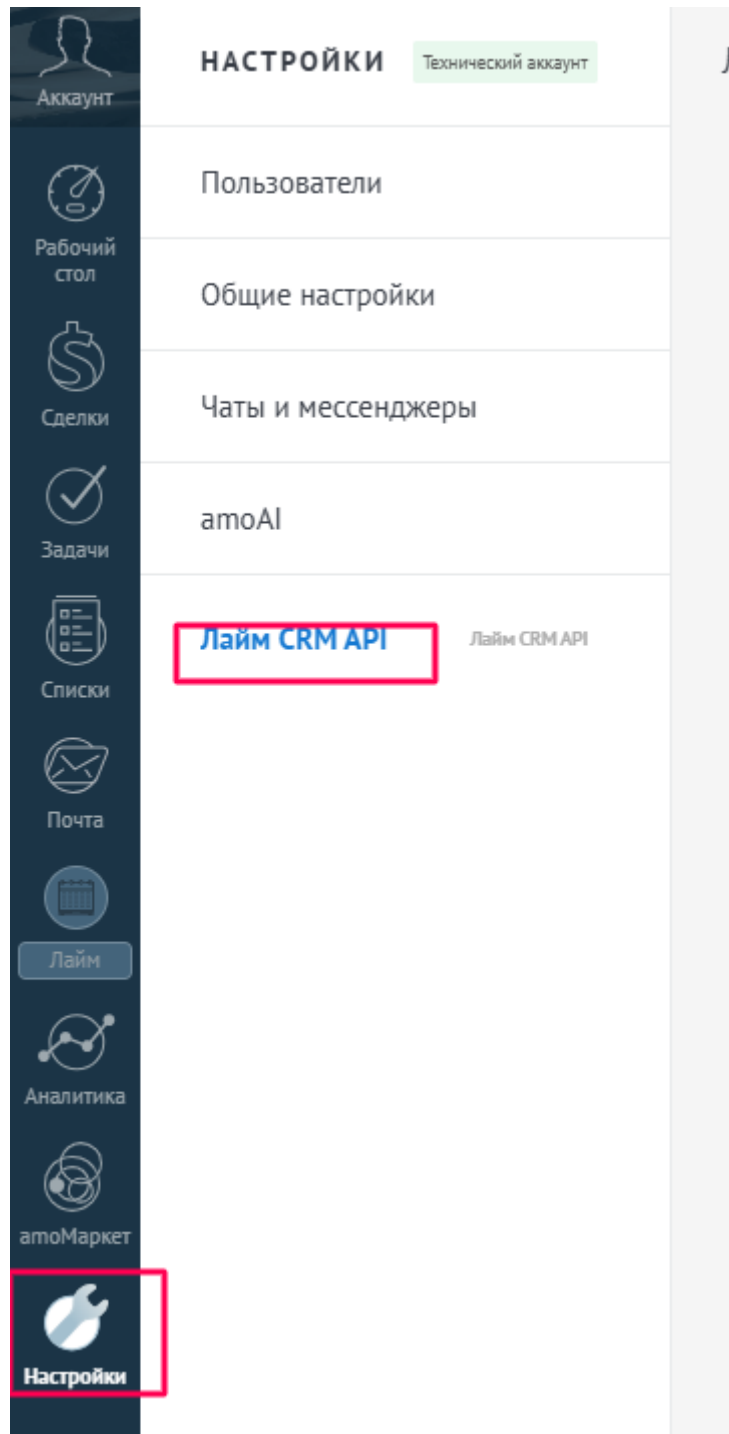 Аккаунт
Рабочий
стол
Сделки
Задачи
Списки
Почта
Лайм
Аналитика
amoМаркет
Настройки
НАСТРОЙКИ Технический аккаунт
Пользователи
Общие настройки
Чаты и мессенджеры
amoAI
Лайм CRM API Лайм CRM API